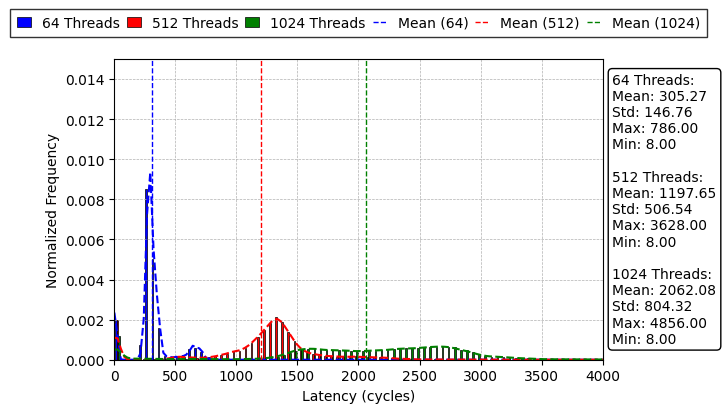 64 Threads 512 Threads 1024 Threads Mean (64) Mean (512) Mean (1024)
0.014
0.012
0.010
0.008
0.006
0.004
0.002
0.000
Normalized Frequency
0 500 1000 1500 2000 2500 3000 3500 4000
Latency (cycles)
64 Threads:
Mean: 305.27
Std: 146.76
Max: 786.00
Min: 8.00
512 Threads:
Mean: 1197.65
Std: 506.54
Max: 3628.00
Min: 8.00
1024 Threads:
Mean: 2062.08
Std: 804.32
Max: 4856.00
Min: 8.00